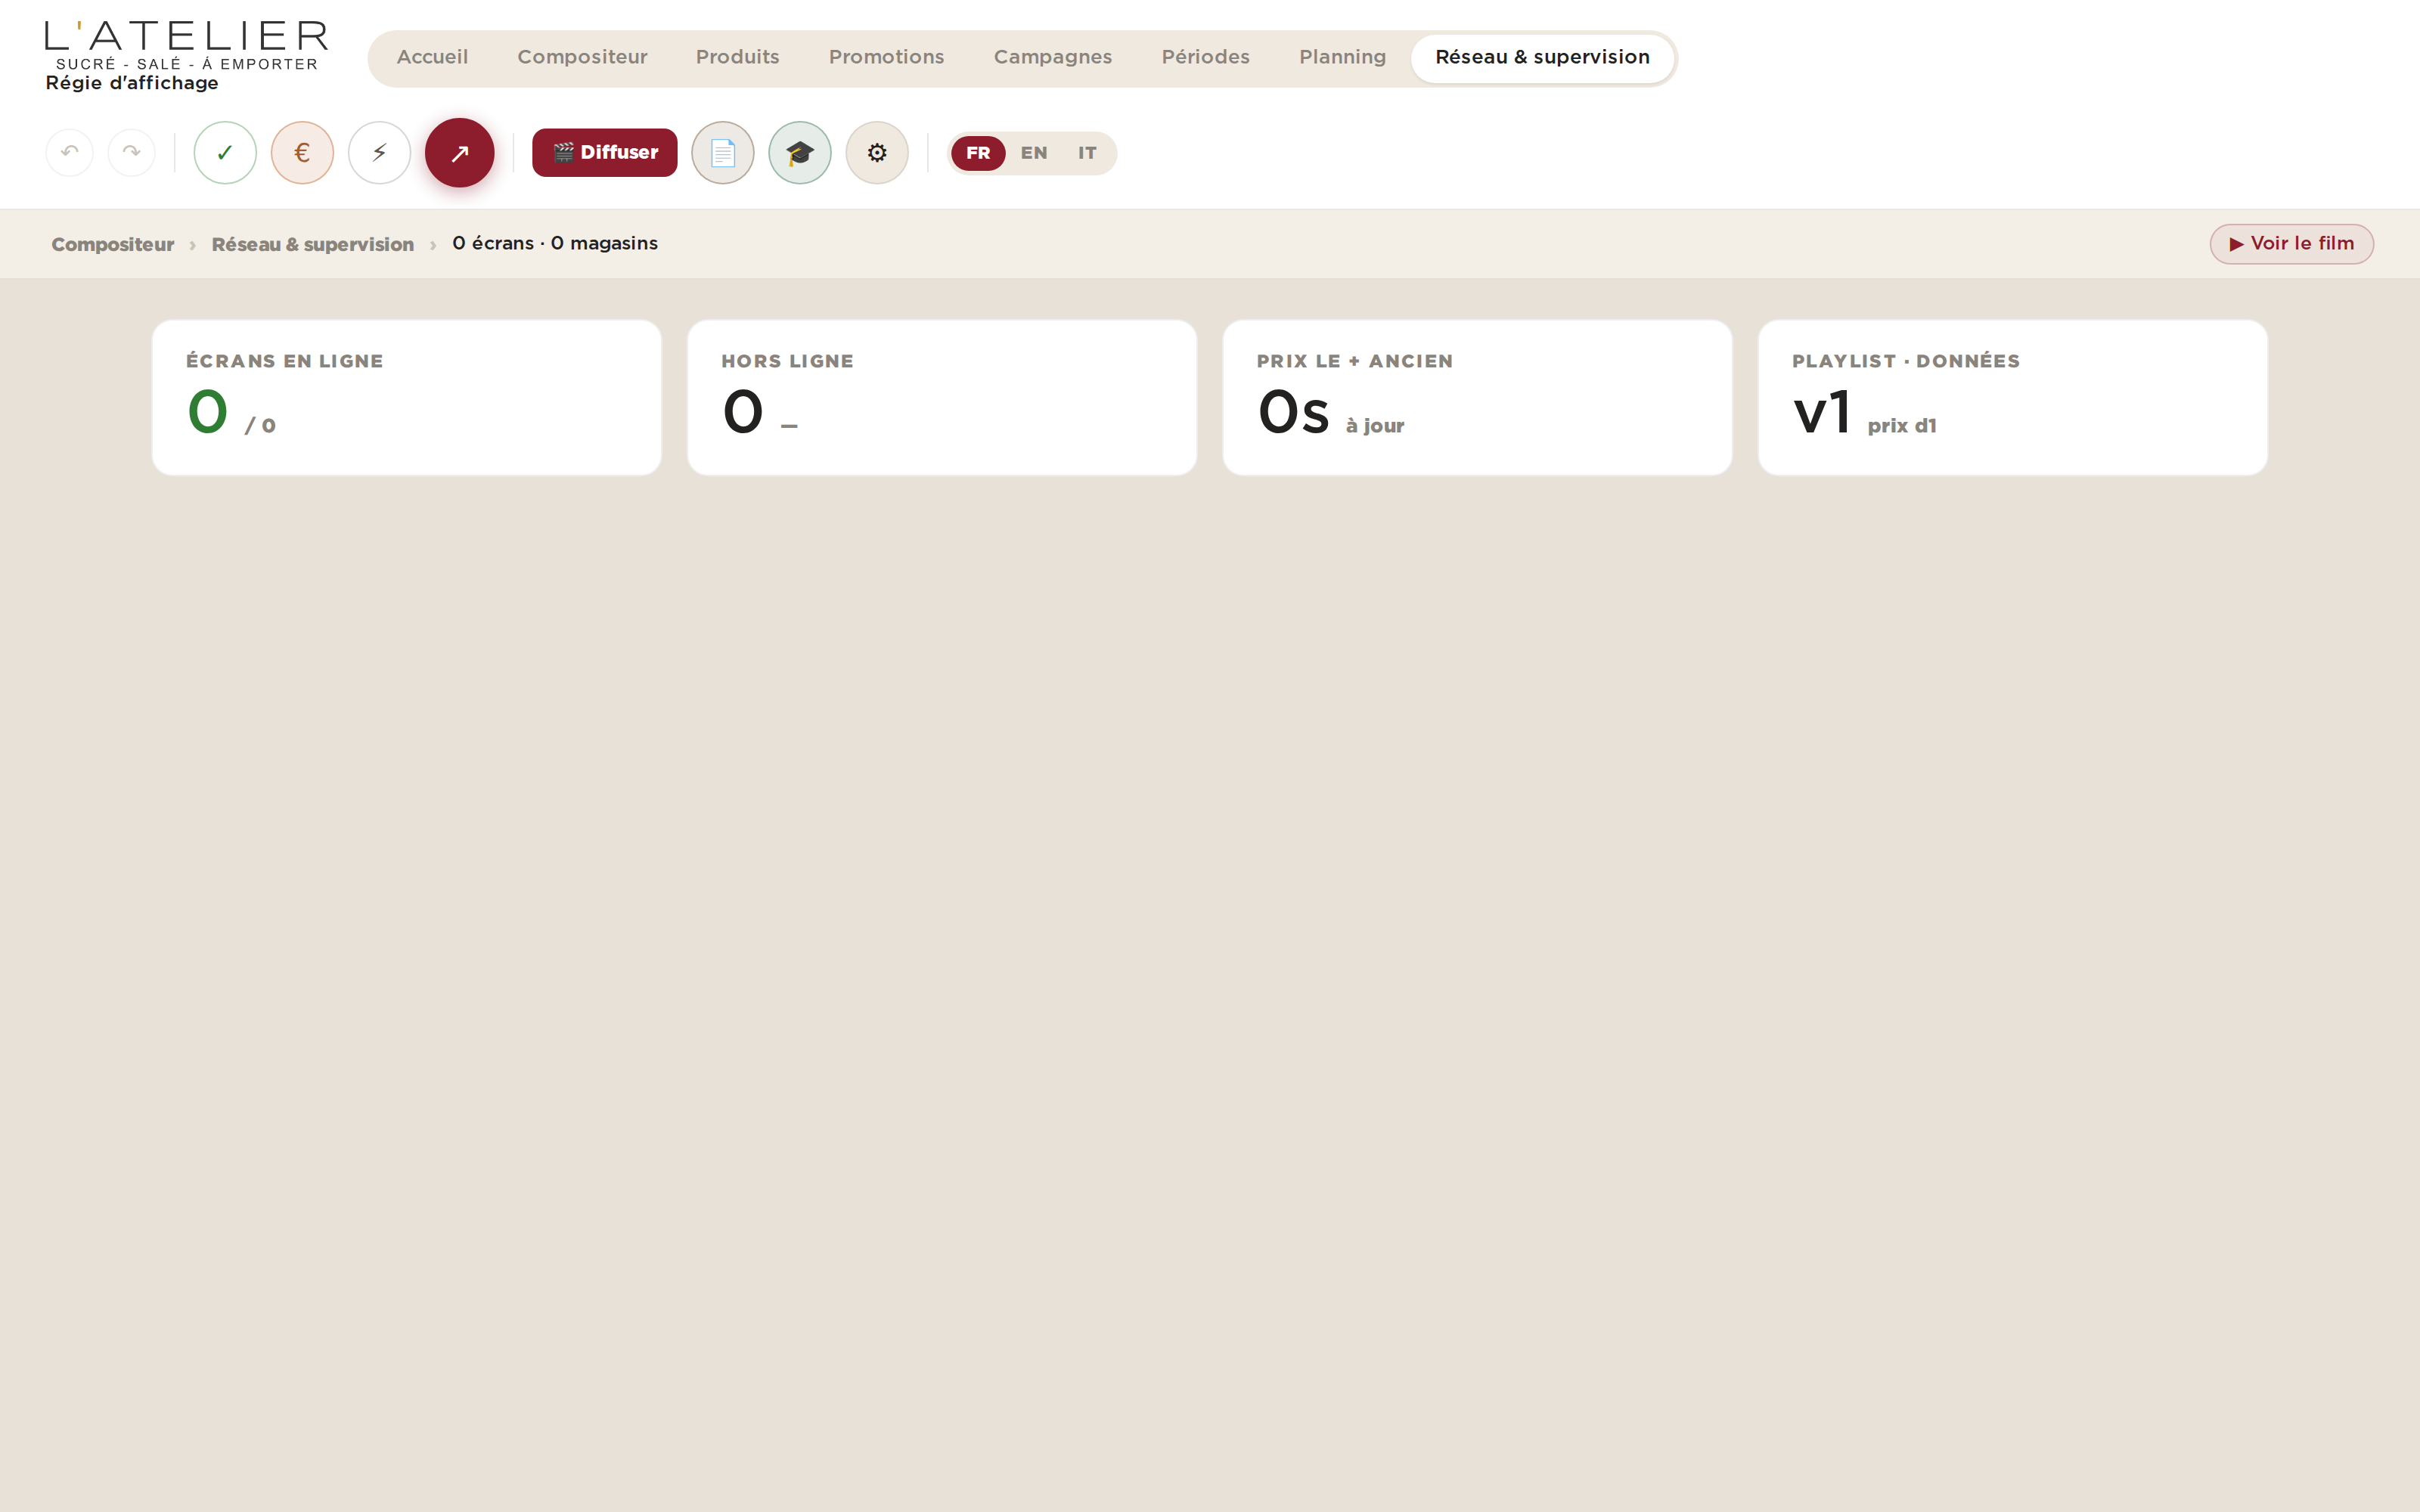 L'ATELIER
SUCRÉ - SALÉ - Á EMPORTER
Régie d'affichage
Accueil Compositeur Produits Promotions Campagnes Périodes Planning Réseau & supervision
↶ ↷ ✓ € ⚡ ↗ 🎬 Diffuser 📄 🎓 ⚙ FR EN IT
Compositeur › Réseau & supervision › 0 écrans · 0 magasins ▶ Voir le film
ÉCRANS EN LIGNE
0 / 0
HORS LIGNE
0 —
PRIX LE + ANCIEN
0s à jour
PLAYLIST · DONNÉES
v1 prix d1